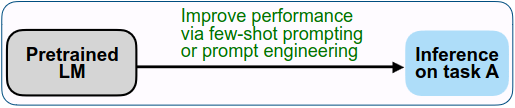 Improve performance
via few-shot prompting
or prompt engineering
Pretrained
LM
Inference
on task A